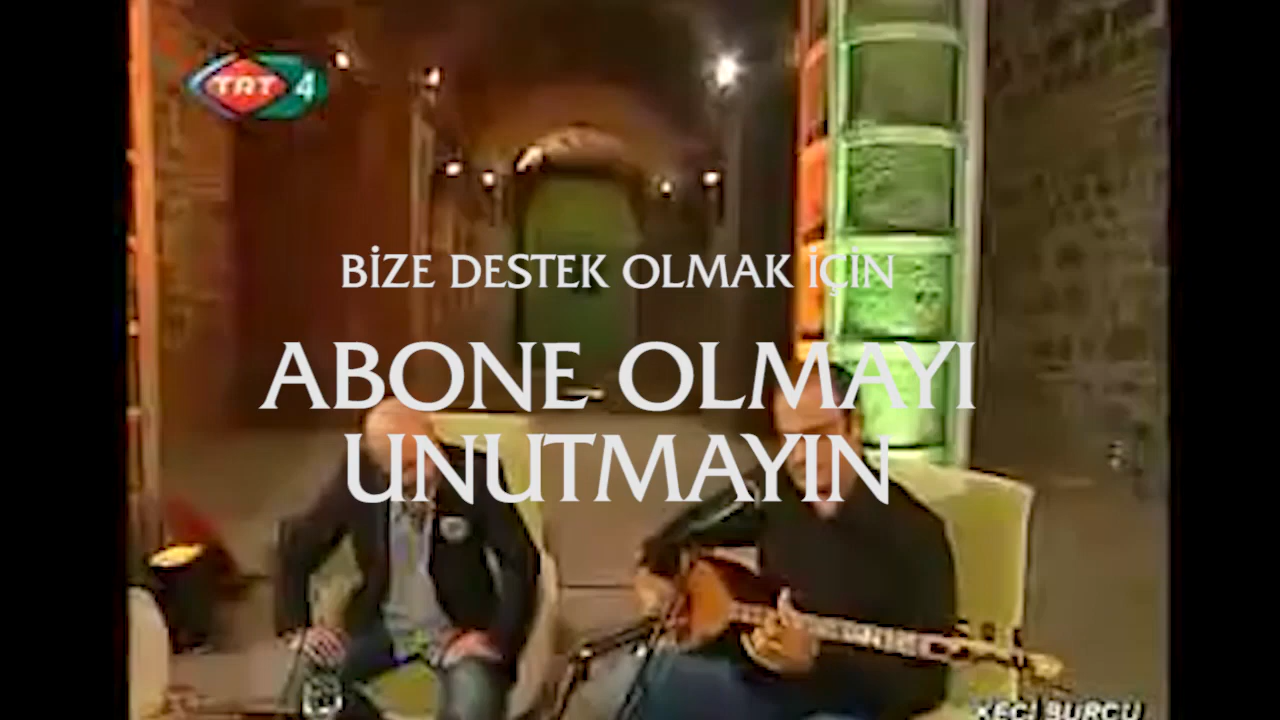 TRT 4
BİZE DESTEK OLMAK İÇİN
ABONE OLMAYI
UNUTMAYIN
KEÇİ BURCU